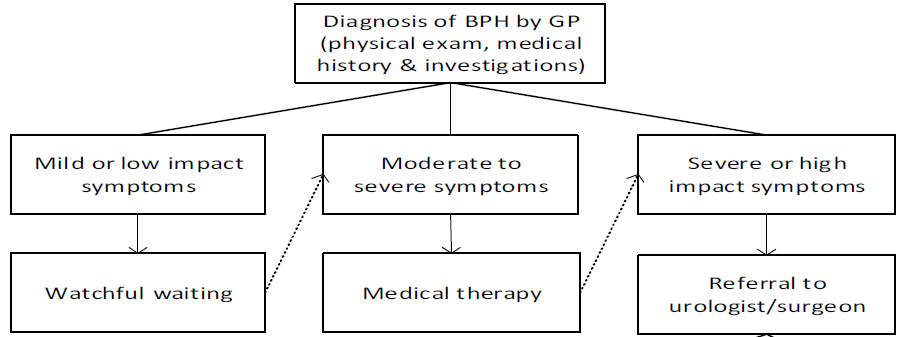 Diagnosis of BPH by GP
(physical exam, medical
history & investigations)
Mild or low impact
symptoms
Moderate to
severe symptoms
Severe or high
impact symptoms
Watchful waiting
Medical therapy
Referral to
urologist/surgeon